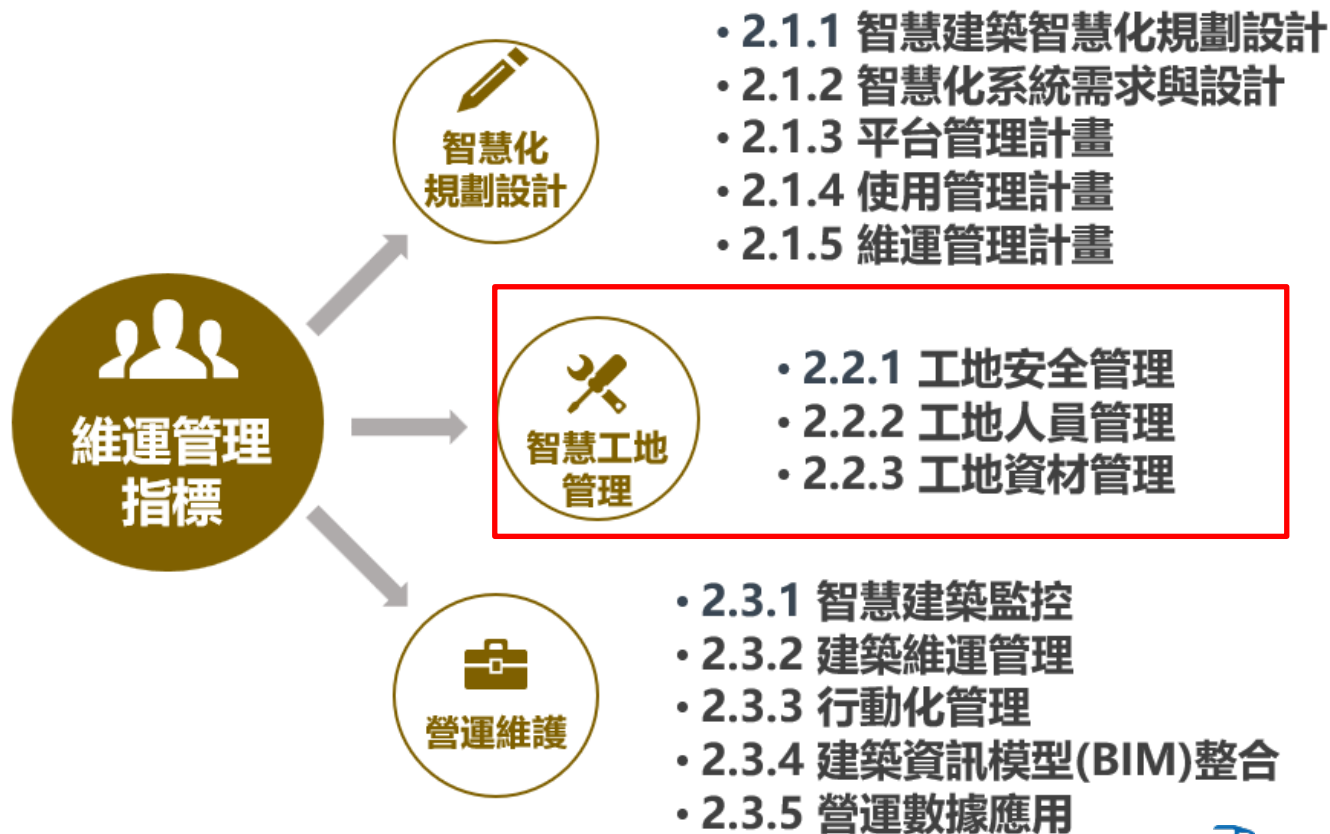 維運管理
指標
智慧化
規劃設計
• 2.1.1 智慧建築智慧化規劃設計
• 2.1.2 智慧化系統需求與設計
• 2.1.3 平台管理計畫
• 2.1.4 使用管理計畫
• 2.1.5 維運管理計畫
智慧工地
管理
• 2.2.1 工地安全管理
• 2.2.2 工地人員管理
• 2.2.3 工地資材管理
營運維護
• 2.3.1 智慧建築監控
• 2.3.2 建築維運管理
• 2.3.3 行動化管理
• 2.3.4 建築資訊模型(BIM)整合
• 2.3.5 營運數據應用